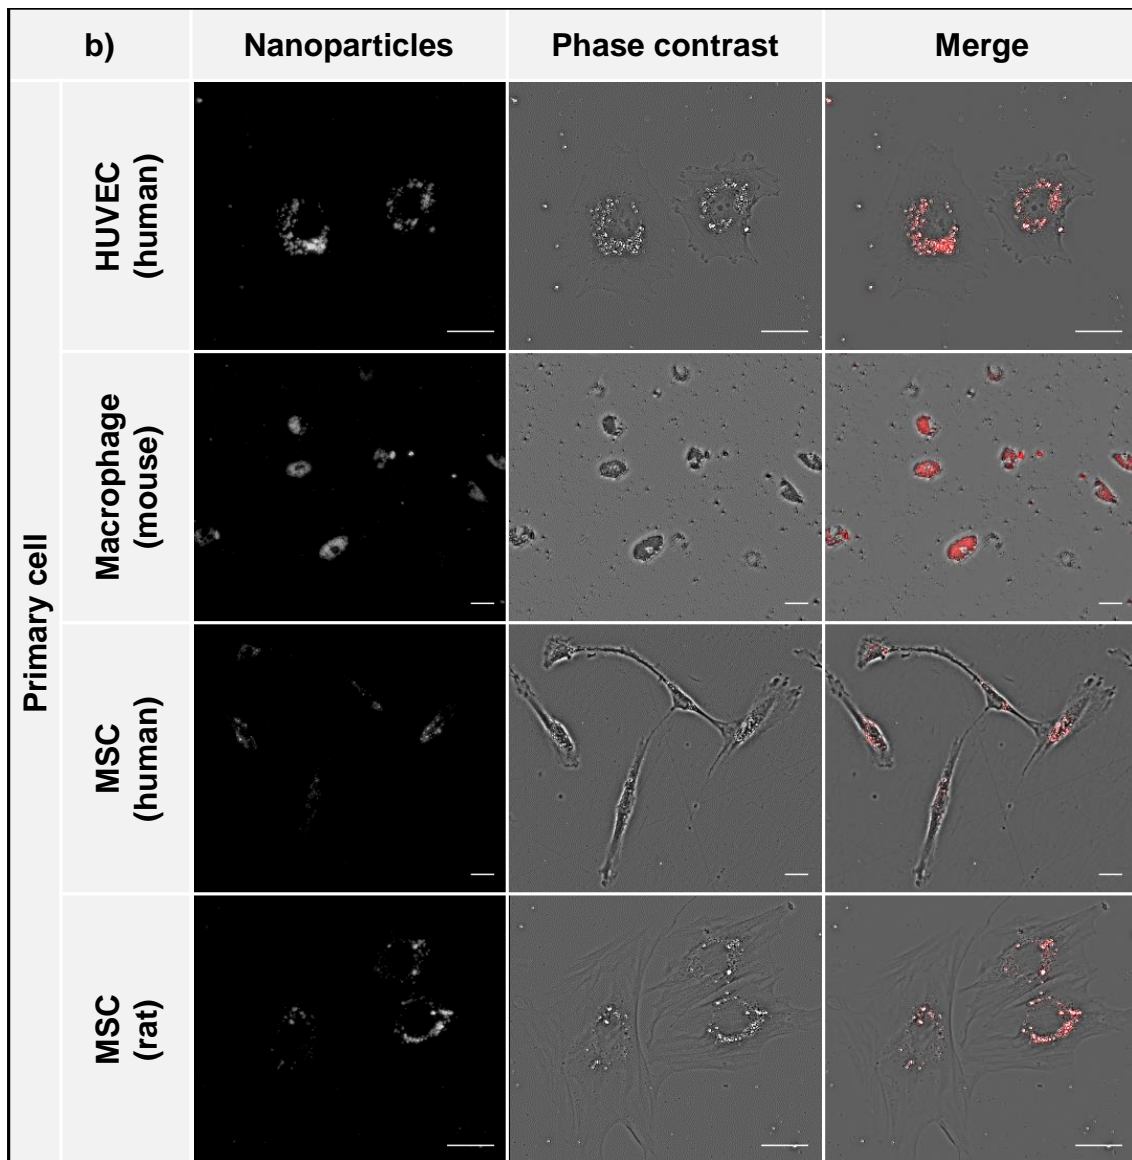 b)
Nanoparticles
Phase contrast
Merge
Primary cell
HUVEC
(human)
Macrophage
(mouse)
MSC
(human)
MSC
(rat)